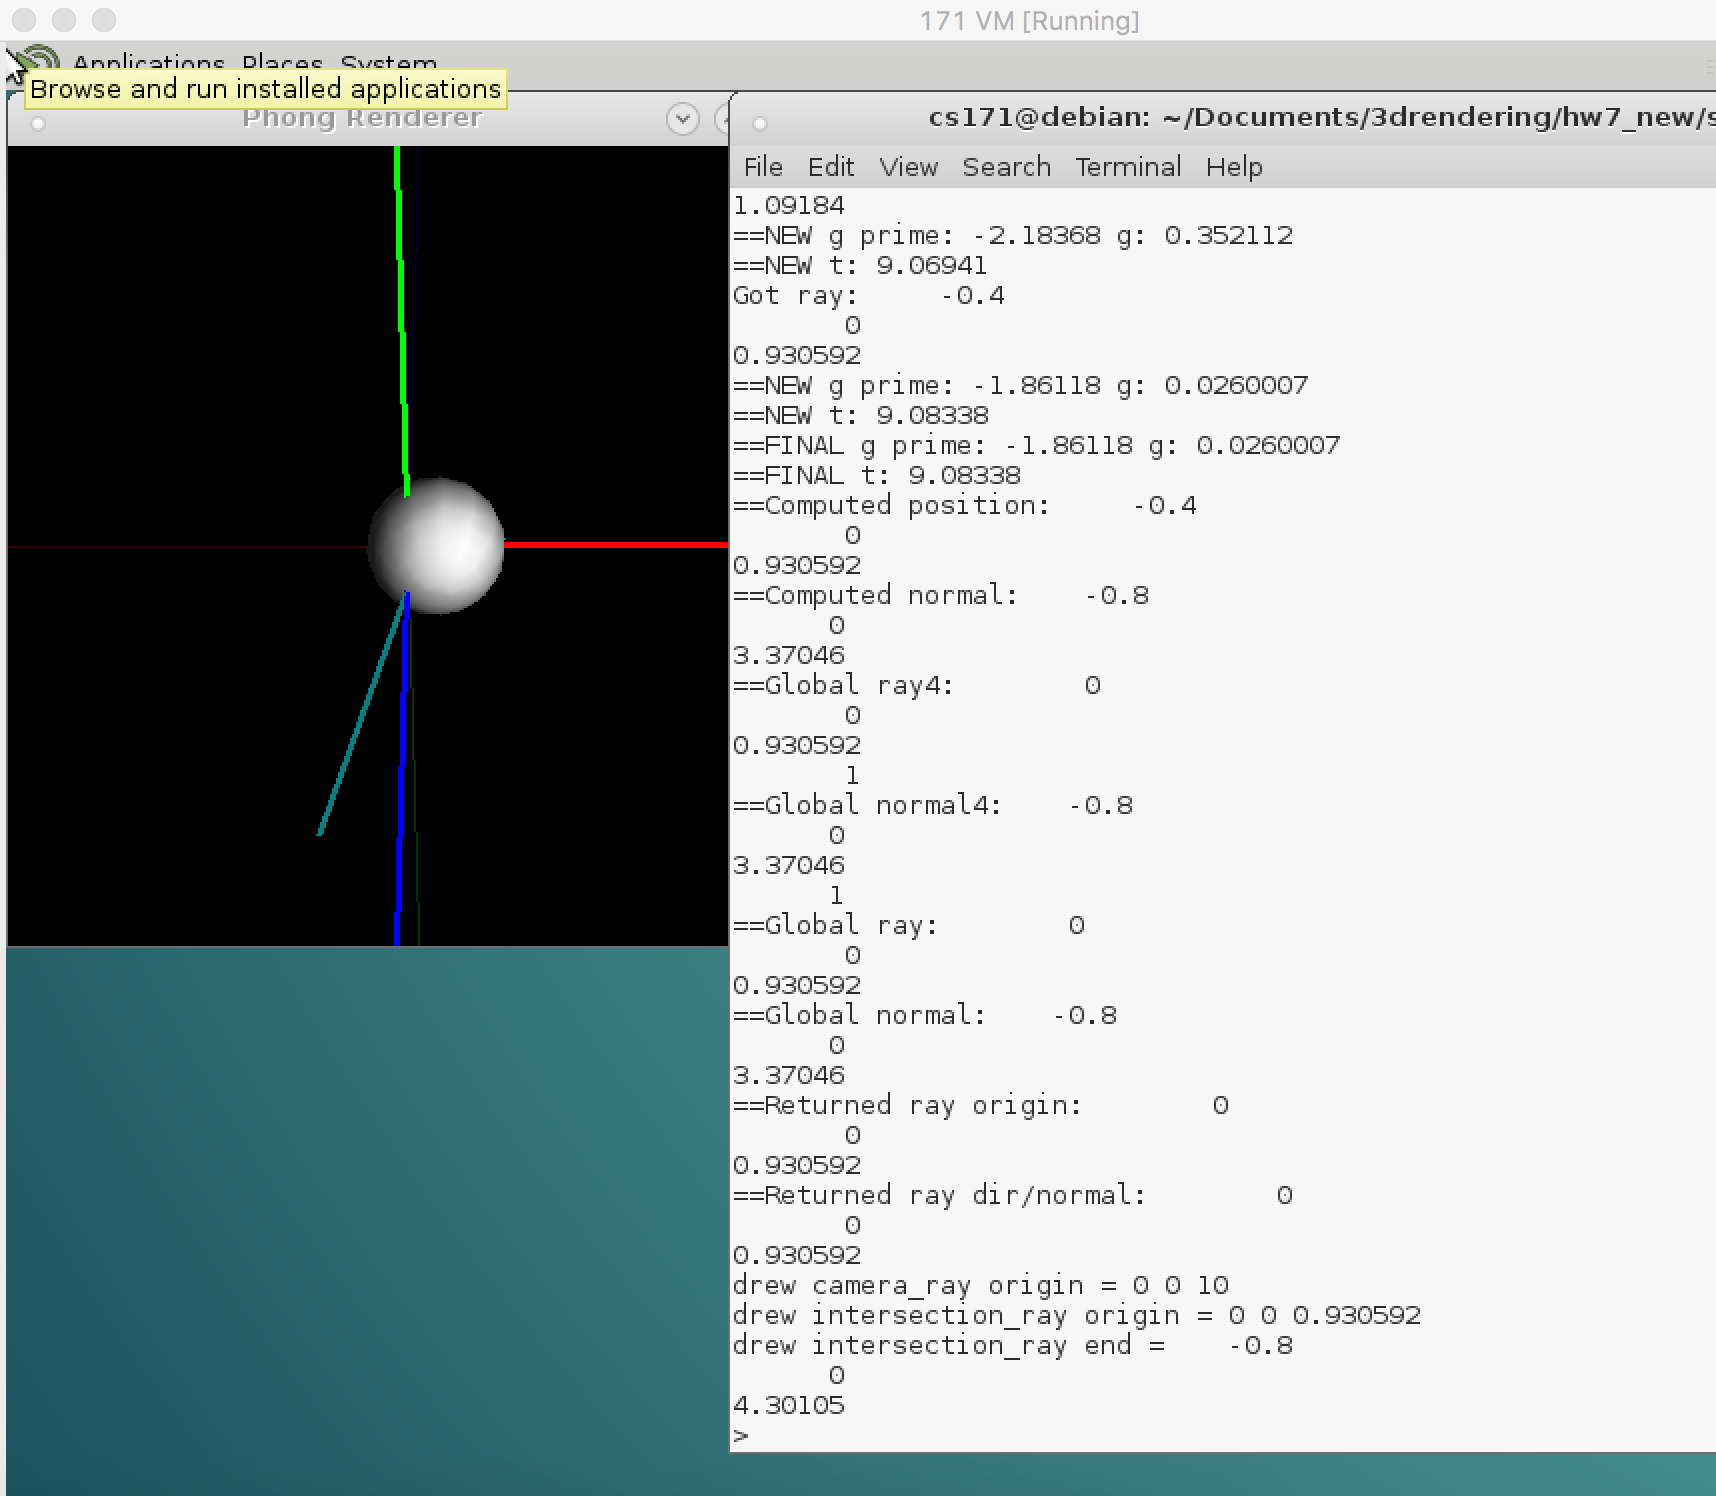 171 VM [Running]
Applications Places System
Browse and run installed applications
Phong Renderer
cs171@debian: ~/Documents/3drendering/hw7_new/s
File Edit View Search Terminal Help
1.09184
==NEW g prime: -2.18368 g: 0.352112
==NEW t: 9.06941
Got ray: -0.4
0
0.930592
==NEW g prime: -1.86118 g: 0.0260007
==NEW t: 9.08338
==FINAL g prime: -1.86118 g: 0.0260007
==FINAL t: 9.08338
==Computed position: -0.4
0
0.930592
==Computed normal: -0.8
0
3.37046
==Global ray4: 0
0
0.930592
1
==Global normal4: -0.8
0
3.37046
1
==Global ray: 0
0
0.930592
==Global normal: -0.8
0
3.37046
==Returned ray origin: 0
0
0.930592
==Returned ray dir/normal: 0
0
0.930592
drew camera_ray origin = 0 0 10
drew intersection_ray origin = 0 0 0.930592
drew intersection_ray end = -0.8
0
4.30105
>